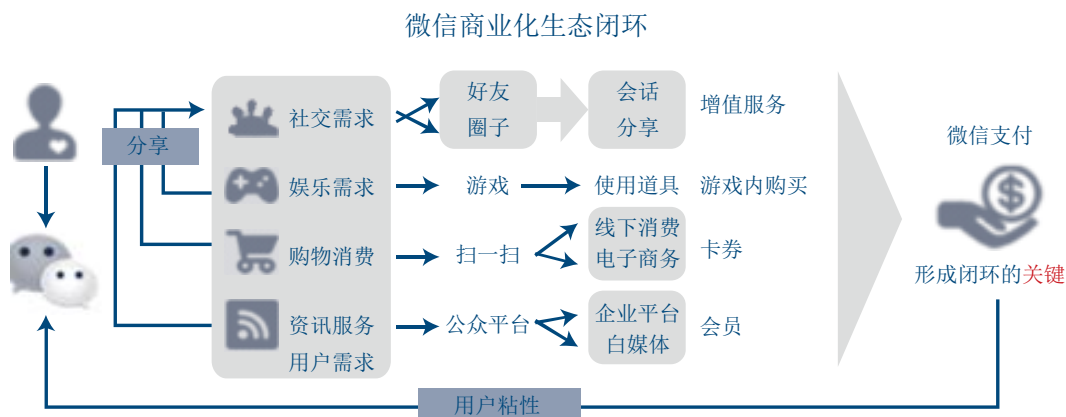 微信商业化生态闭环
分享
社交需求
好友
圈子
会话
分享
增值服务
娱乐需求
游戏
使用道具
游戏内购买
购物消费
扫一扫
线下消费
电子商务
卡券
资讯服务
用户需求
公众平台
企业平台
白媒体
会员
微信支付
形成闭环的关键
用户粘性